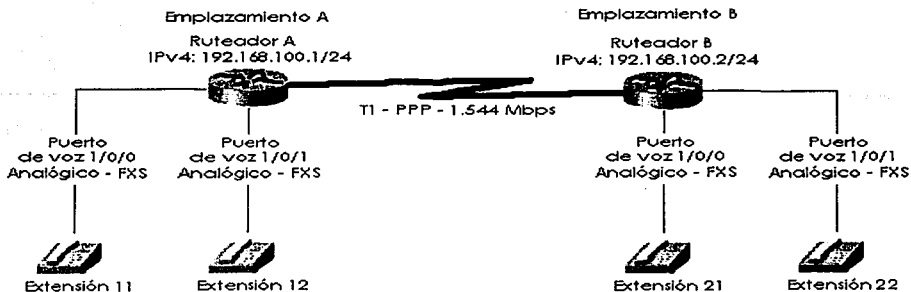 Emplazamiento A
Ruteador A
IPv4: 192.168.100.1/24
Emplazamiento B
Ruteador B
IPv4: 192.168.100.2/24
T1 - PPP - 1.544 Mbps
Puerto
de voz 1/0/0
Analógico - FXS
Puerto
de voz 1/0/1
Analógico - FXS
Puerto
de voz 1/0/0
Analógico - FXS
Puerto
de voz 1/0/1
Analógico - FXS
Extensión 11
Extensión 12
Extensión 21
Extensión 22